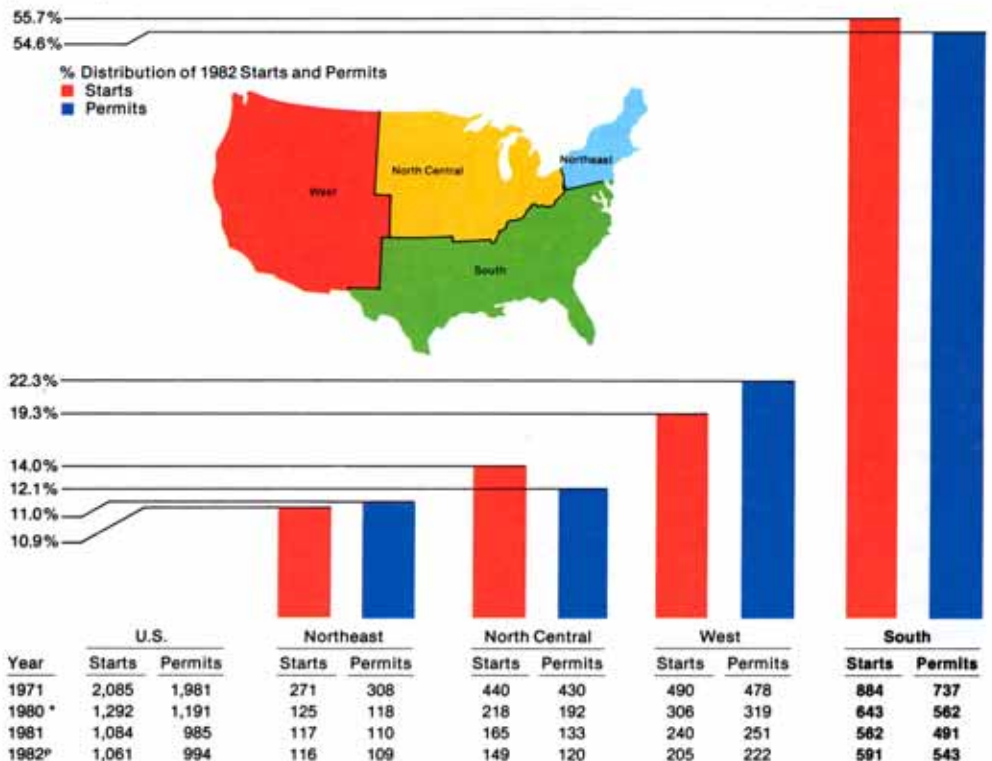 55.7%
54.6%
% Distribution of 1982 Starts and Permits
Starts
Permits
Northeast
North Central
West
South
22.3%
19.3%
14.0%
12.1%
11.0%
10.9%
U.S. Northeast North Central West South
Year Starts Permits Starts Permits Starts Permits Starts Permits Starts Permits
1971 2,085 1,981 271 308 440 430 490 478 884 737
1980 * 1,292 1,191 125 118 218 192 306 319 643 562
1981 1,084 985 117 110 165 133 240 251 562 491
1982ᵖ 1,061 994 116 109 149 120 205 222 591 543